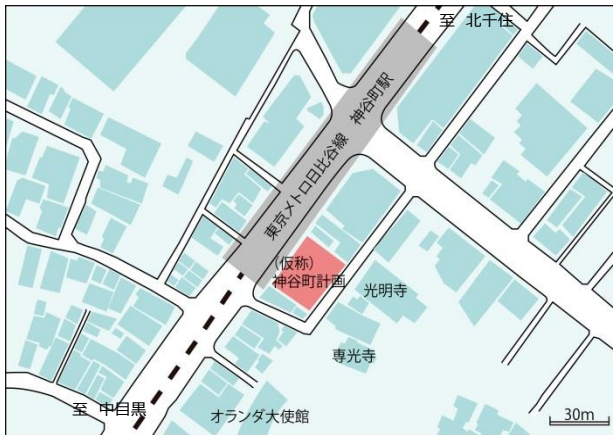 至 北千住
東京メトロ日比谷線 神谷町駅
(仮称)
神谷町計画
光明寺
専光寺
至 中目黒
オランダ大使館
30m